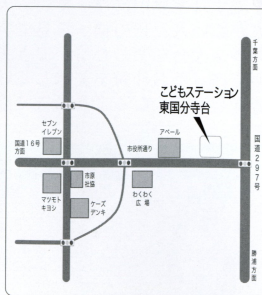 千葉方面
こどもステーション
東国分寺台
セブン
イレブン
国道16号
方面
市役所通り
アベール
国道297号
市原
社協
わくわく
広場
マツモト
キヨシ
ケーズ
デンキ
勝浦方面